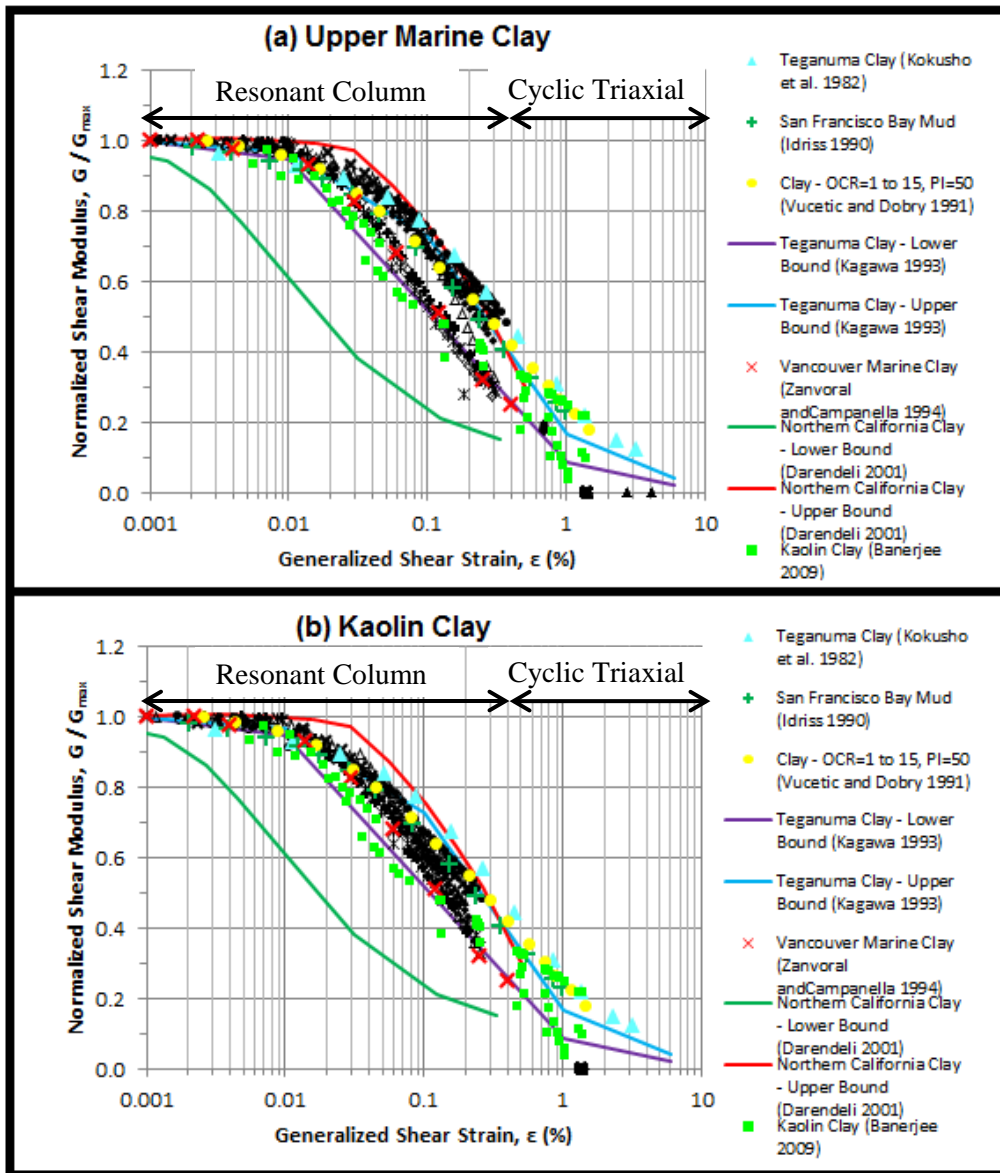 (a) Upper Marine Clay
Resonant Column
Cyclic Triaxial
Normalized Shear Modulus, G / Gmax
1.2
1.0
0.8
0.6
0.4
0.2
0.0
0.001
0.01
0.1
1
10
Generalized Shear Strain, ε (%)
Teganuma Clay (Kokusho
et al. 1982)
San Francisco Bay Mud
(Idriss 1990)
Clay - OCR=1 to 15, PI=50
(Vucetic and Dobry 1991)
Teganuma Clay - Lower
Bound (Kagawa 1993)
Teganuma Clay - Upper
Bound (Kagawa 1993)
Vancouver Marine Clay
(Zanvoral
andCampanella 1994)
Northern California Clay
- Lower Bound
(Darendeli 2001)
Northern California Clay
- Upper Bound
(Darendeli 2001)
Kaolin Clay (Banerjee
2009)
(b) Kaolin Clay
Resonant Column
Cyclic Triaxial
Normalized Shear Modulus, G / Gmax
1.2
1.0
0.8
0.6
0.4
0.2
0.0
0.001
0.01
0.1
1
10
Generalized Shear Strain, ε (%)
Teganuma Clay (Kokusho
et al. 1982)
San Francisco Bay Mud
(Idriss 1990)
Clay - OCR=1 to 15, PI=50
(Vucetic and Dobry 1991)
Teganuma Clay - Lower
Bound (Kagawa 1993)
Teganuma Clay - Upper
Bound (Kagawa 1993)
Vancouver Marine Clay
(Zanvoral
andCampanella 1994)
Northern California Clay
- Lower Bound
(Darendeli 2001)
Northern California Clay
- Upper Bound
(Darendeli 2001)
Kaolin Clay (Banerjee
2009)